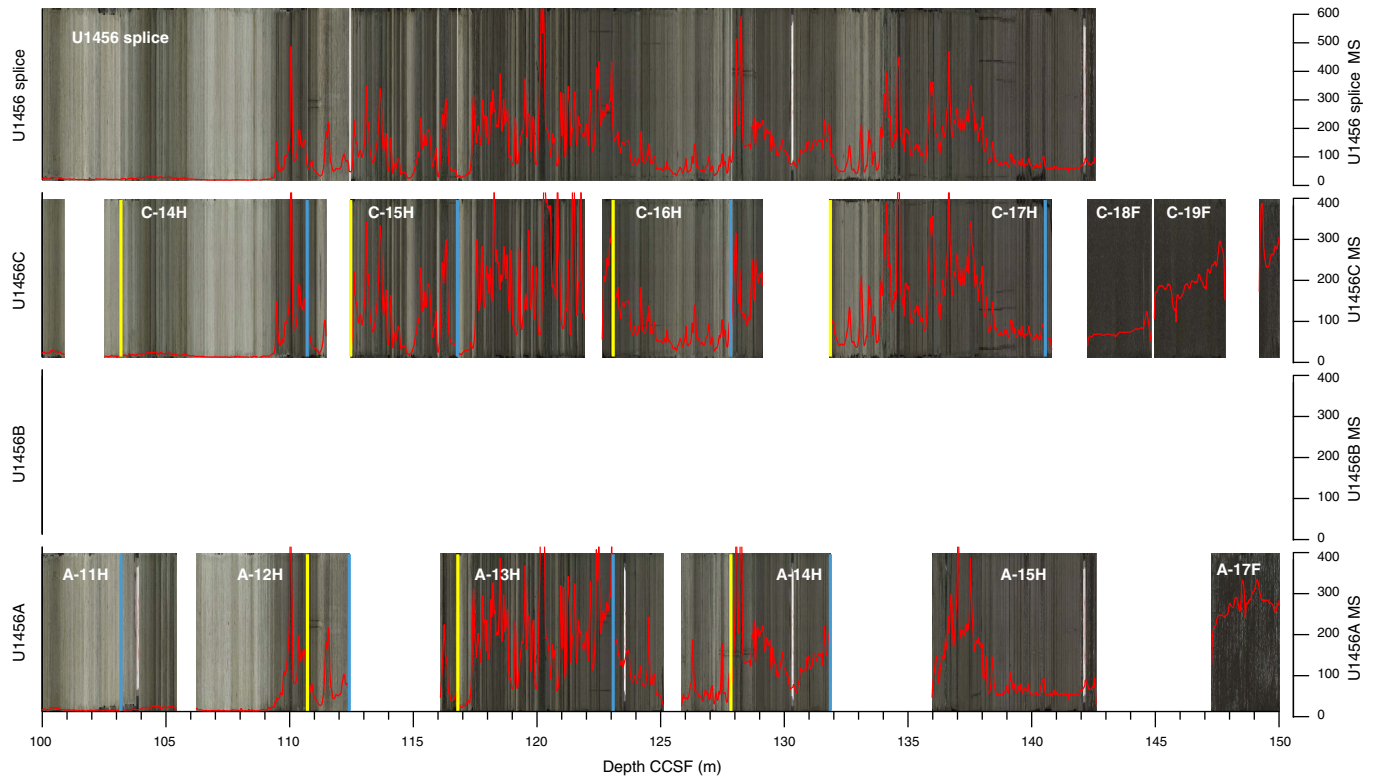 U1456 splice
U1456 splice
600
500
400
300
200
100
0
U1456 splice MS
U1456C
C-14H
C-15H
C-16H
C-17H
C-18F
C-19F
400
300
200
100
0
U1456C MS
U1456B
400
300
200
100
0
U1456B MS
U1456A
A-11H
A-12H
A-13H
A-14H
A-15H
A-17F
400
300
200
100
0
U1456A MS
100
105
110
115
120
125
130
135
140
145
150
Depth CCSF (m)